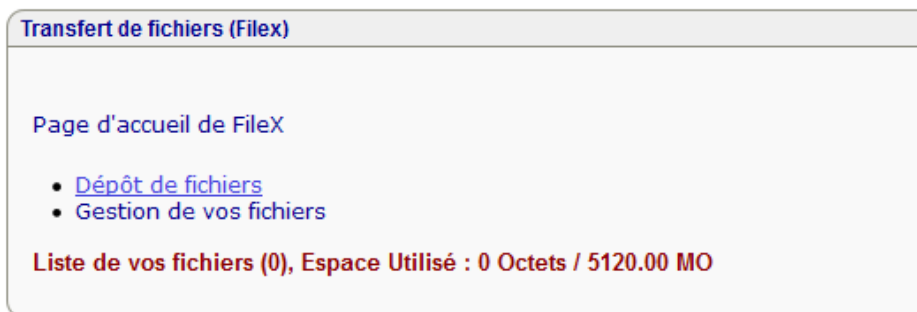 Transfert de fichiers (Filex)
Page d'accueil de FileX
• Dépôt de fichiers
• Gestion de vos fichiers
Liste de vos fichiers (0), Espace Utilisé : 0 Octets / 5120.00 MO